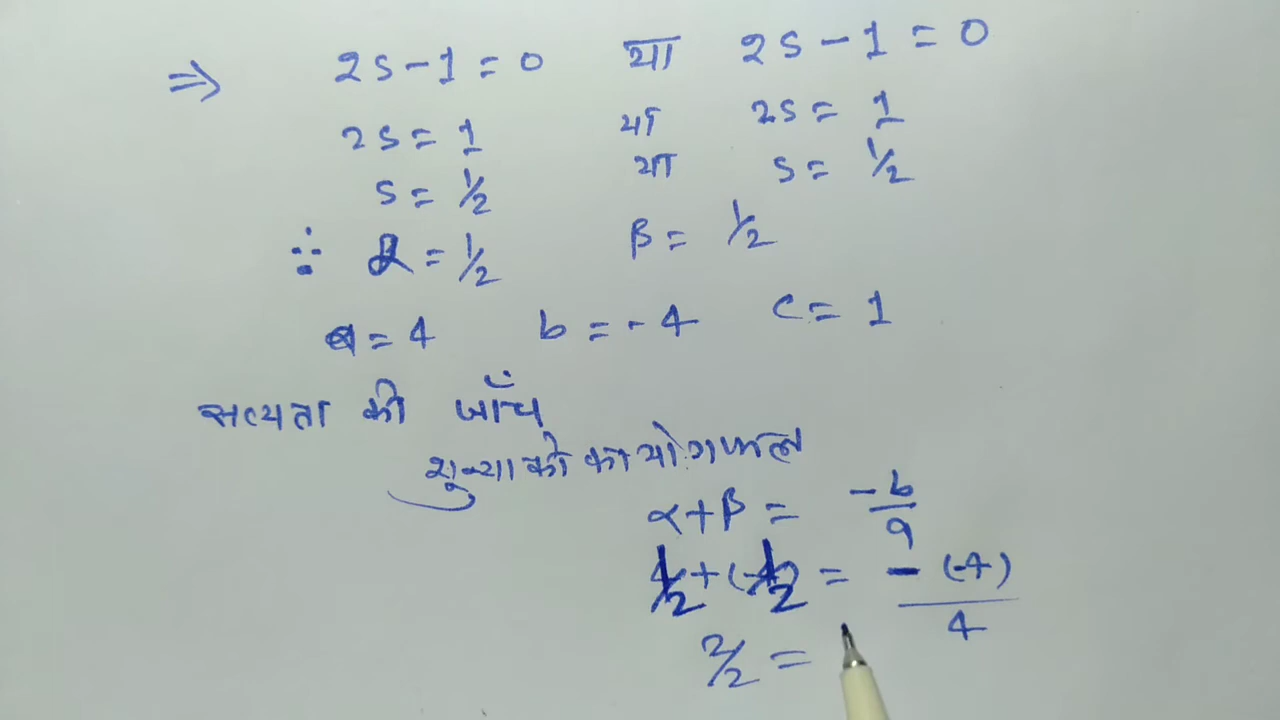 ⇒ 2s-1=0 या 2s-1=0
2s=1 या 2s=1
s=1/2 या s=1/2
∴ α=1/2 β=1/2
a=4 b=-4 c=1
सत्यता की जाँच
शुन्याको का योगफल
α+β = -b/a
1/2+(1/2) = -(-4)/4
2/2 =